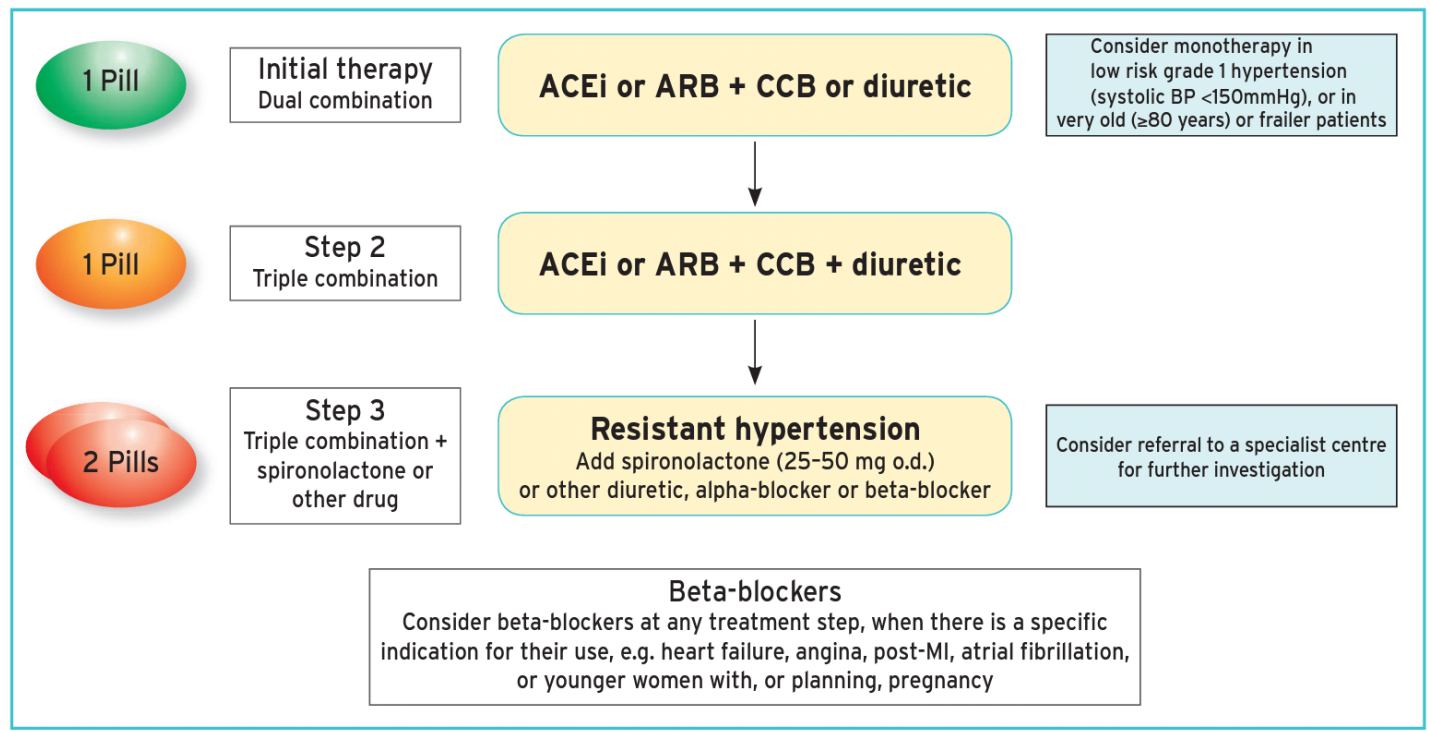 1 Pill
Initial therapy
Dual combination
ACEi or ARB + CCB or diuretic
Consider monotherapy in
low risk grade 1 hypertension
(systolic BP <150mmHg), or in
very old (≥80 years) or frailer patients
1 Pill
Step 2
Triple combination
ACEi or ARB + CCB + diuretic
2 Pills
Step 3
Triple combination +
spironolactone or
other drug
Resistant hypertension
Add spironolactone (25–50 mg o.d.)
or other diuretic, alpha-blocker or beta-blocker
Consider referral to a specialist centre
for further investigation
Beta-blockers
Consider beta-blockers at any treatment step, when there is a specific
indication for their use, e.g. heart failure, angina, post-MI, atrial fibrillation,
or younger women with, or planning, pregnancy